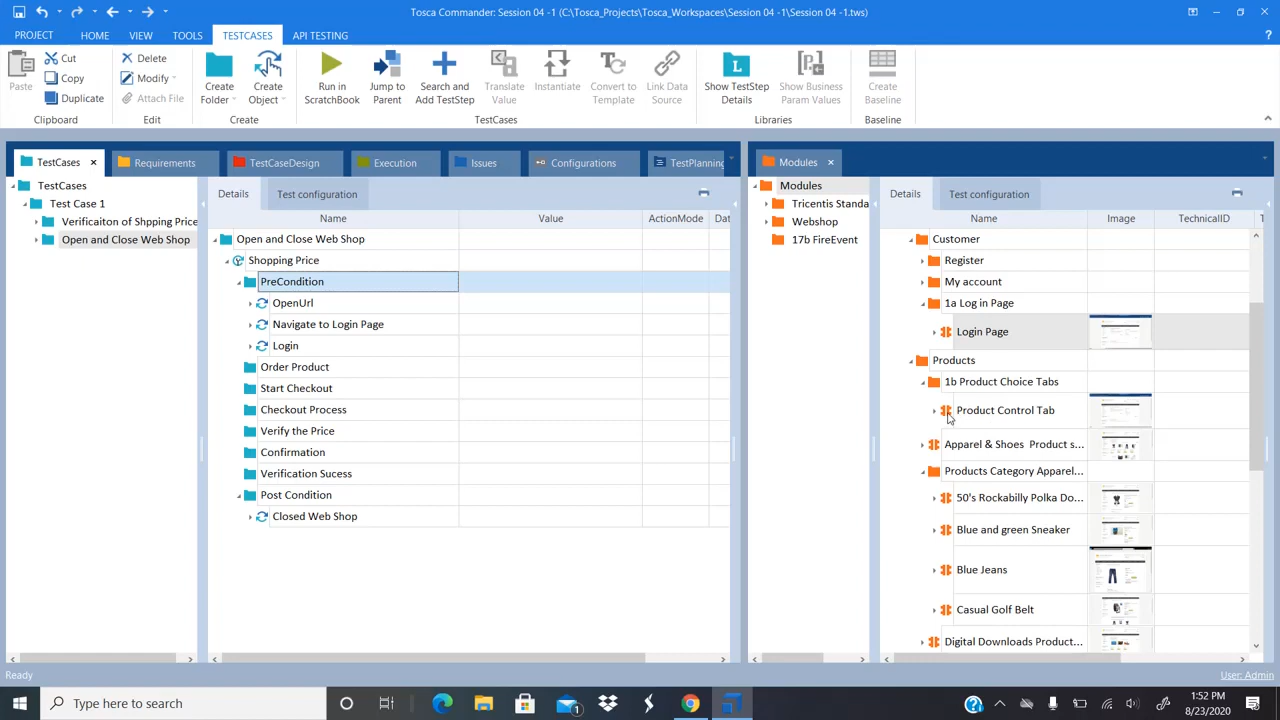 Tosca Commander: Session 04 -1 (C:\Tosca_Projects\Tosca_Workspaces\Session 04 -1\Session 04 -1.tws)
PROJECT HOME VIEW TOOLS TESTCASES API TESTING
Paste
Cut
Copy
Duplicate
Clipboard
Delete
Modify
Attach File
Edit
Create Folder
Create Object
Create
Run in ScratchBook
Jump to Parent
Search and Add TestStep
Translate Value
Instantiate
Convert to Template
Link Data Source
TestCases
Show TestStep Details
Show Business Param Values
Libraries
Create Baseline
Baseline
TestCases Requirements TestCaseDesign Execution Issues Configurations TestPlanning
TestCases
Test Case 1
Verificaiton of Shpping Price
Open and Close Web Shop
Details Test configuration
Name Value ActionMode Dat
Open and Close Web Shop
Shopping Price
PreCondition
OpenUrl
Navigate to Login Page
Login
Order Product
Start Checkout
Checkout Process
Verify the Price
Confirmation
Verification Sucess
Post Condition
Closed Web Shop
Modules
Modules
Tricentis Standa
Webshop
17b FireEvent
Details Test configuration
Name Image TechnicalID T
Customer
Register
My account
1a Log in Page
Login Page
Products
1b Product Choice Tabs
Product Control Tab
Apparel & Shoes Product s...
Products Category Apparel...
50's Rockabilly Polka Do...
Blue and green Sneaker
Blue Jeans
Casual Golf Belt
Digital Downloads Product...
Ready
User: Admin
Type here to search
1:52 PM
8/23/2020